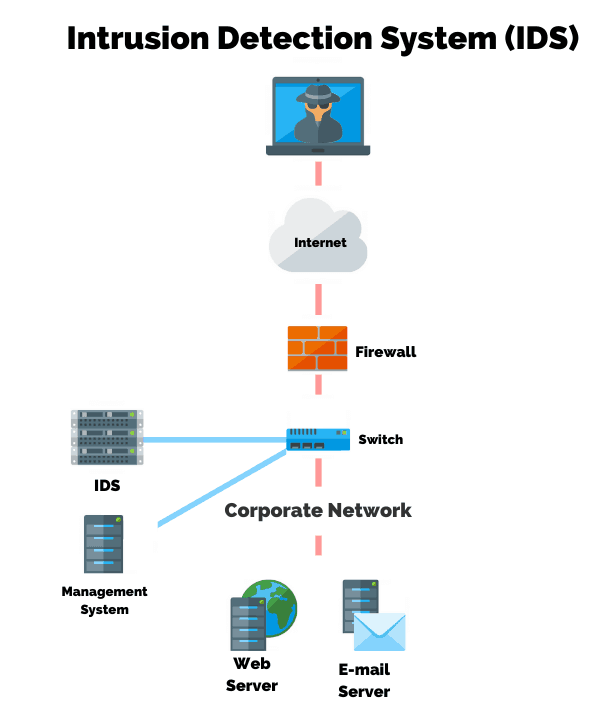 Intrusion Detection System (IDS)
Internet
Firewall
Switch
IDS
Corporate Network
Management
System
Web
Server
E-mail
Server